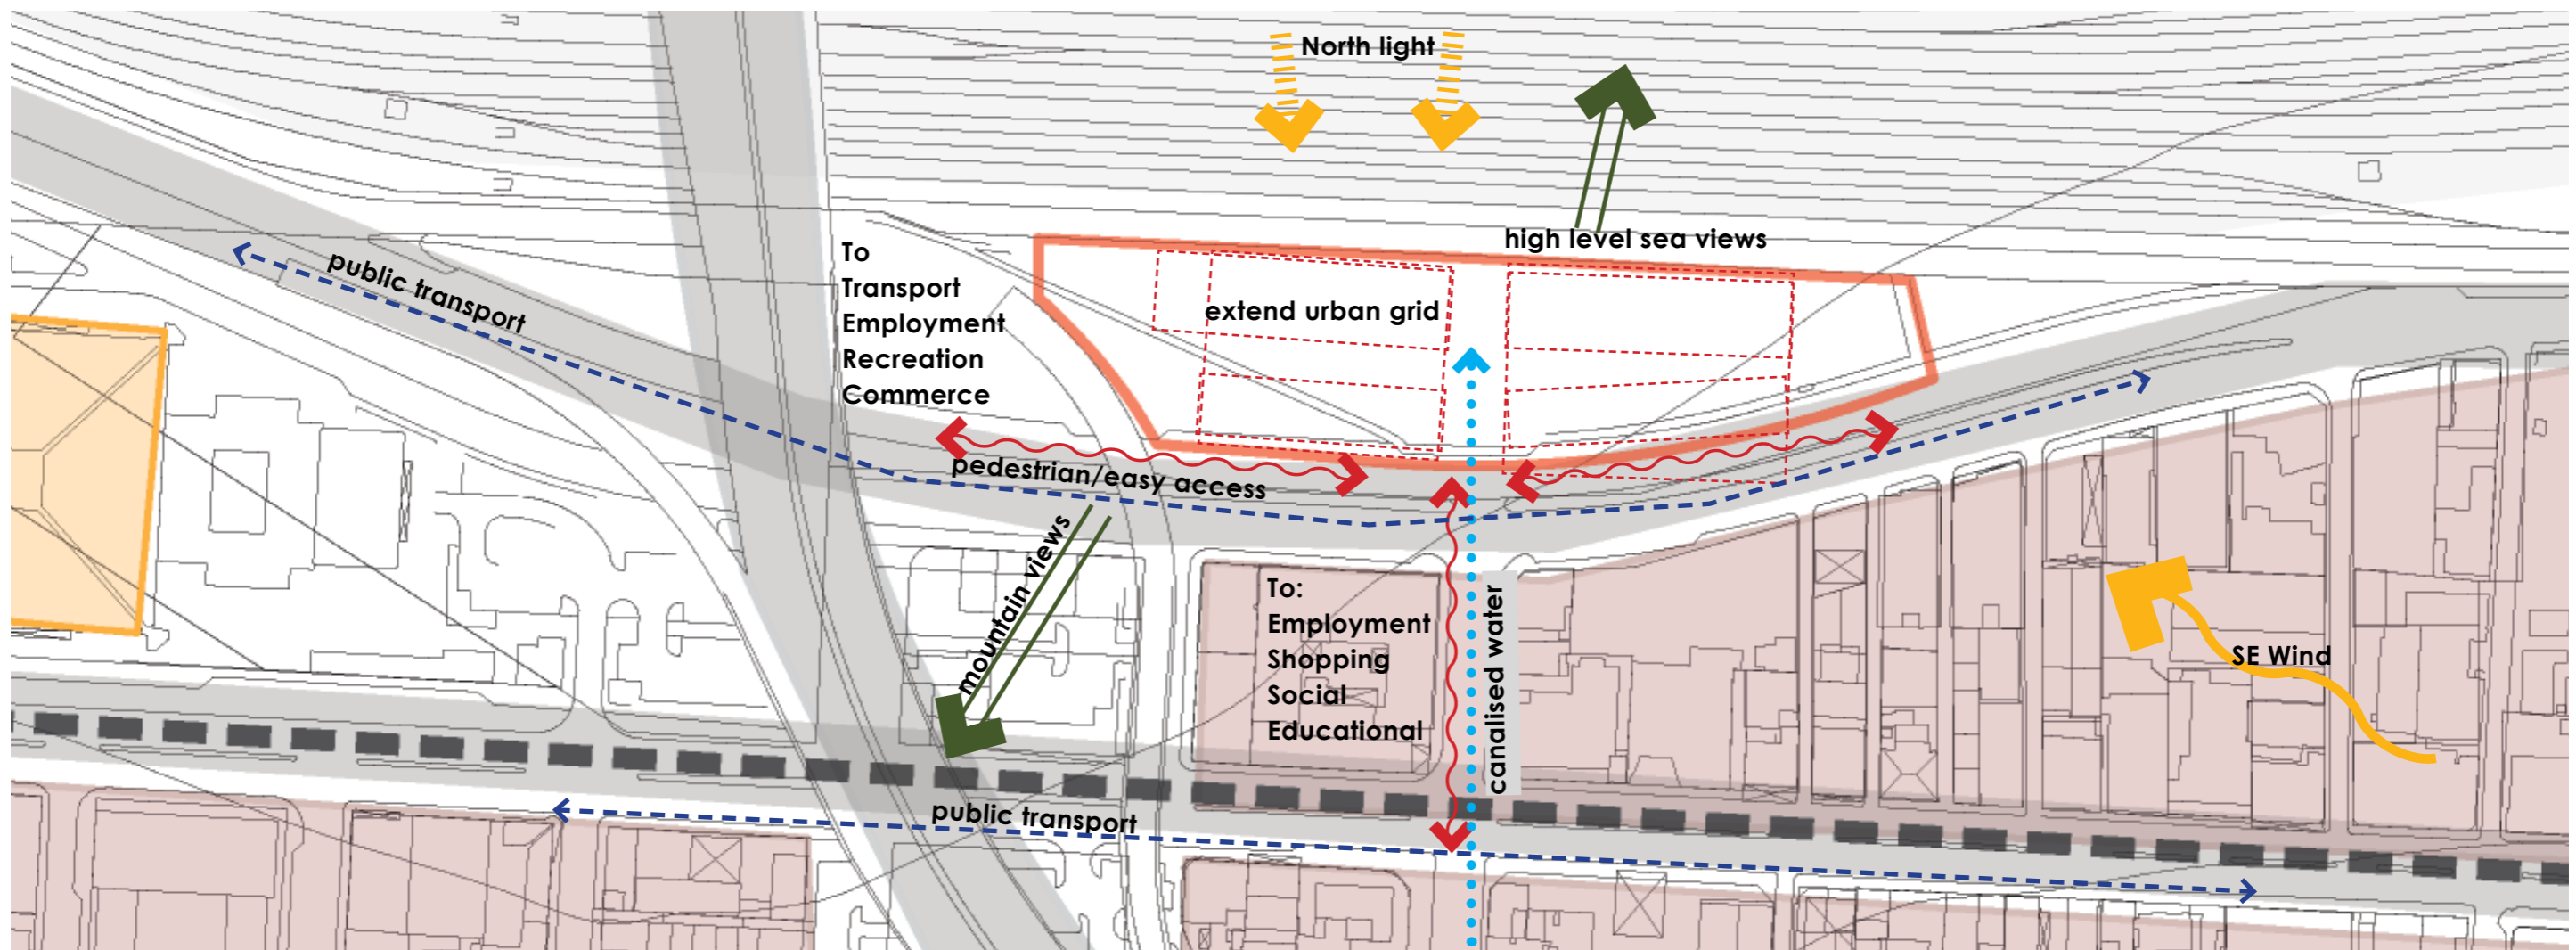 North light
high level sea views
To
Transport
Employment
Recreation
Commerce
public transport
extend urban grid
pedestrian/easy access
mountain views
To:
Employment
Shopping
Social
Educational
canalised water
SE Wind
public transport